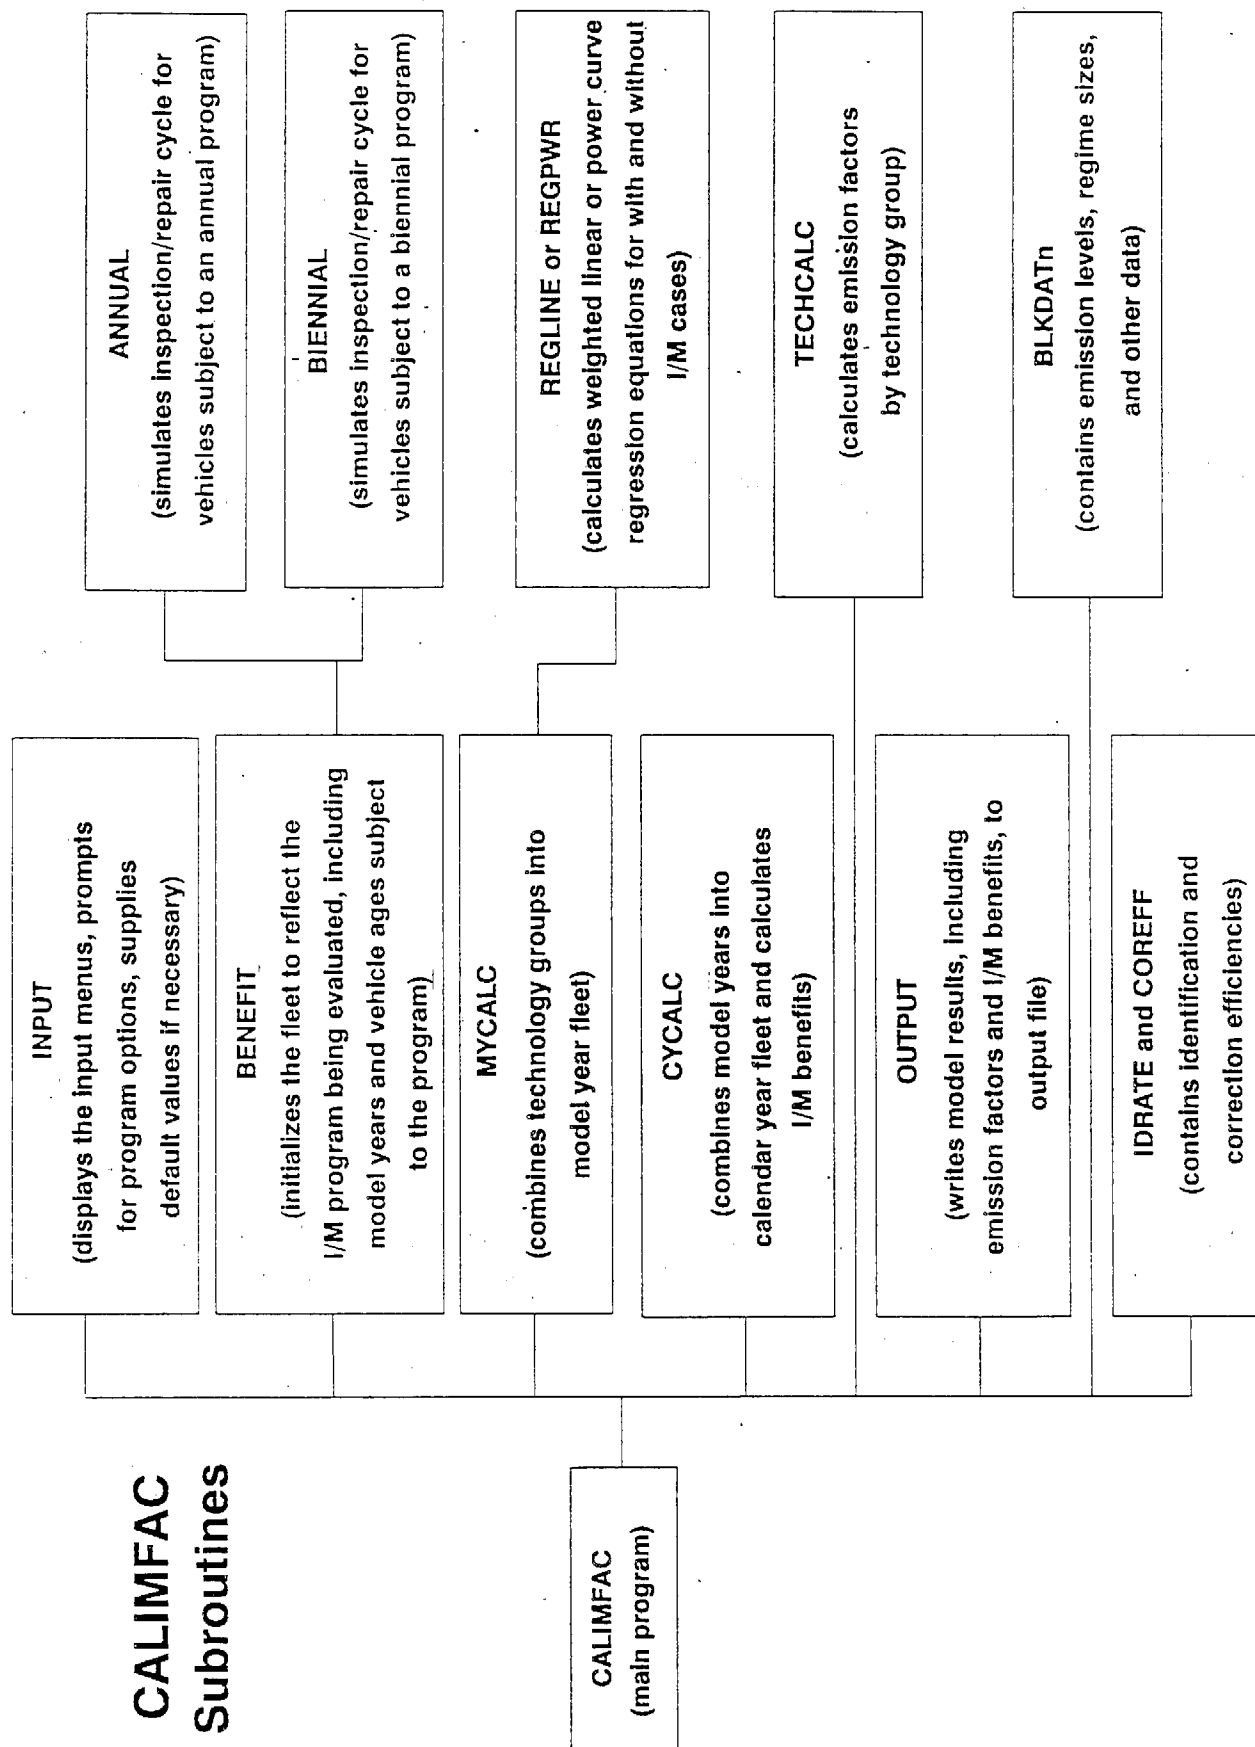 CALIMFAC
Subroutines
CALIMFAC
(main program)
INPUT
(displays the input menus, prompts
for program options, supplies
default values if necessary)
BENEFIT
(initializes the fleet to reflect the
I/M program being evaluated, including
model years and vehicle ages subject
to the program)
MYCALC
(combines technology groups into
model year fleet)
CYCALC
(combines model years into
calendar year fleet and calculates
I/M benefits)
OUTPUT
(writes model results, including
emission factors and I/M benefits, to
output file)
IDRATE and COREFF
(contains identification and
correction efficiencies)
ANNUAL
(simulates inspection/repair cycle for
vehicles subject to an annual program)
BIENNIAL
(simulates inspection/repair cycle for
vehicles subject to a biennial program)
REGLINE or REGPWR
(calculates weighted linear or power curve
regression equations for with and without
I/M cases)
TECHCALC
(calculates emission factors
by technology group)
BLKDATn
(contains emission levels, regime sizes,
and other data)